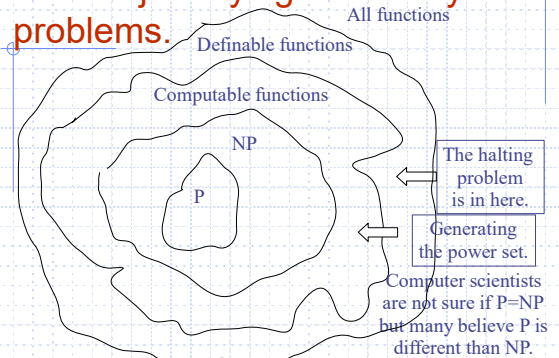 problems.
All functions
Definable functions
Computable functions
NP
P
The halting
problem
is in here.
Generating
the power set.
Computer scientists
are not sure if P=NP
but many believe P is
different than NP.